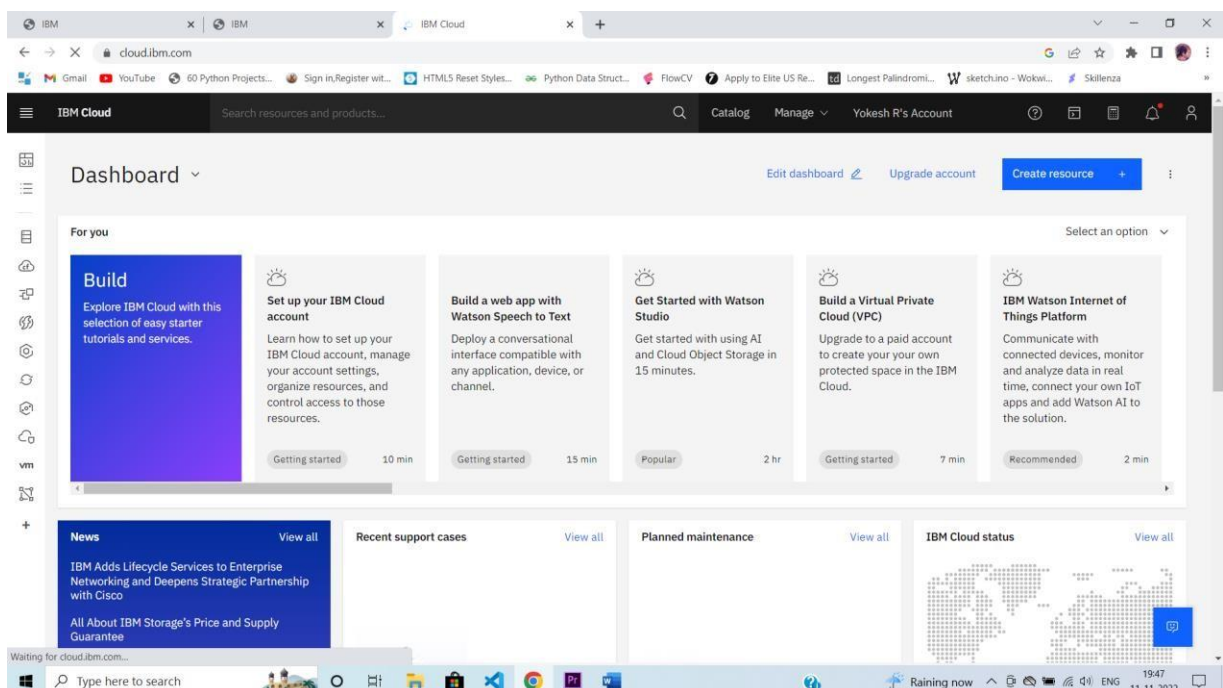 IBM
IBM
IBM Cloud
cloud.ibm.com
Gmail YouTube 60 Python Projects... Sign in,Register wit... HTML5 Reset Styles... Python Data Struct... FlowCV Apply to Elite US Re... Longest Palindromi... sketch.ino - Wokwi... Skillenza
IBM Cloud Search resources and products... Catalog Manage Yokesh R's Account
Dashboard Edit dashboard Upgrade account Create resource +
For you Select an option
Build
Explore IBM Cloud with this
selection of easy starter
tutorials and services.
Set up your IBM Cloud
account
Learn how to set up your
IBM Cloud account, manage
your account settings,
organize resources, and
control access to those
resources.
Getting started 10 min
Build a web app with
Watson Speech to Text
Deploy a conversational
interface compatible with
any application, device, or
channel.
Getting started 15 min
Get Started with Watson
Studio
Get started with using AI
and Cloud Object Storage in
15 minutes.
Popular 2 hr
Build a Virtual Private
Cloud (VPC)
Upgrade to a paid account
to create your your own
protected space in the IBM
Cloud.
Getting started 7 min
IBM Watson Internet of
Things Platform
Communicate with
connected devices, monitor
and analyze data in real
time, connect your own IoT
apps and add Watson AI to
the solution.
Recommended 2 min
vm
News View all
IBM Adds Lifecycle Services to Enterprise
Networking and Deepens Strategic Partnership
with Cisco
All About IBM Storage's Price and Supply
Guarantee
Recent support cases View all
Planned maintenance View all
IBM Cloud status View all
Waiting for cloud.ibm.com...
Type here to search
Pr
Raining now
ENG
19:47
11-11-2022